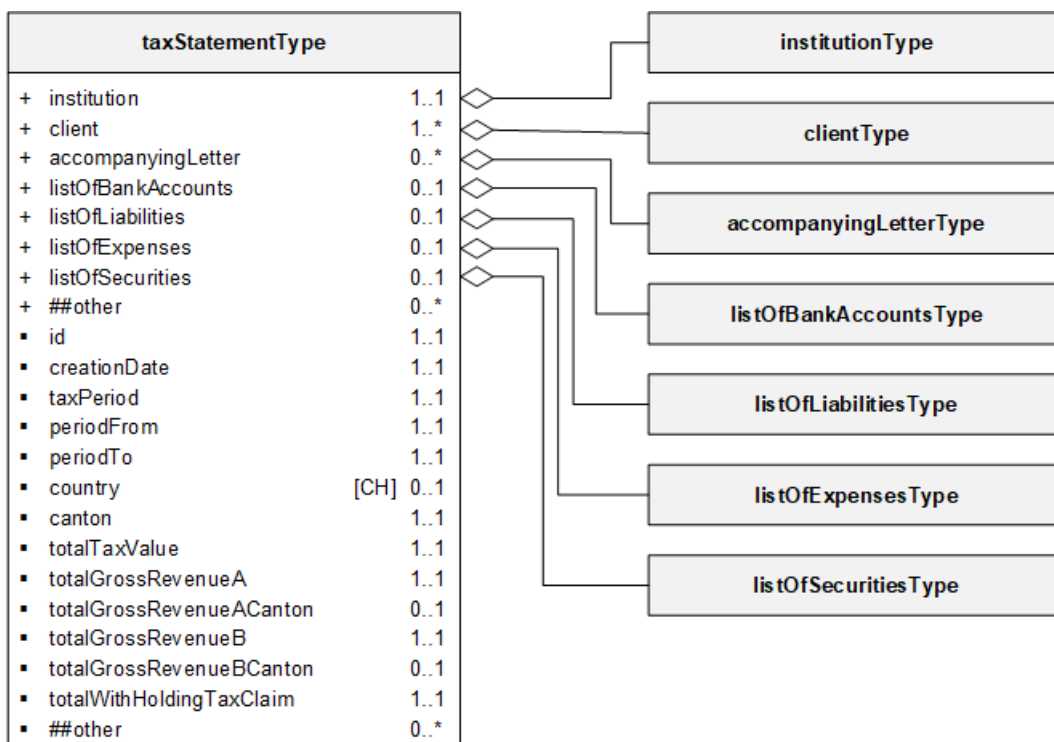 taxStatementType
+ institution 1..1
+ client 1..*
+ accompanyingLetter 0..*
+ listOfBankAccounts 0..1
+ listOfLiabilities 0..1
+ listOfExpenses 0..1
+ listOfSecurities 0..1
+ ##other 0..*
▪ id 1..1
▪ creationDate 1..1
▪ taxPeriod 1..1
▪ periodFrom 1..1
▪ periodTo 1..1
▪ country [CH] 0..1
▪ canton 1..1
▪ totalTaxValue 1..1
▪ totalGrossRevenueA 1..1
▪ totalGrossRevenueACanton 0..1
▪ totalGrossRevenueB 1..1
▪ totalGrossRevenueBCanton 0..1
▪ totalWithHoldingTaxClaim 1..1
▪ ##other 0..*
institutionType
clientType
accompanyingLetterType
listOfBankAccountsType
listOfLiabilitiesType
listOfExpensesType
listOfSecuritiesType